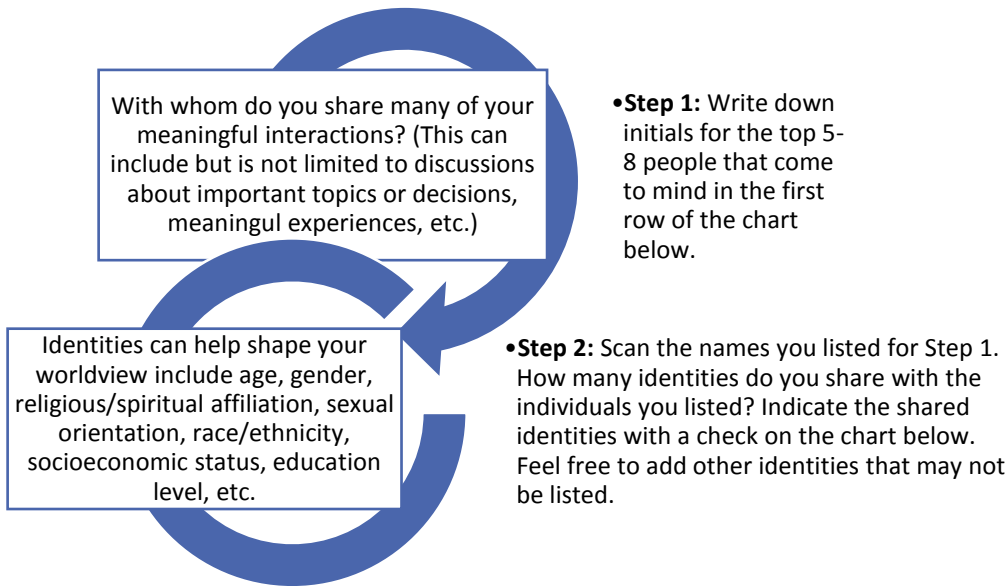 With whom do you share many of your
meaningful interactions? (This can
include but is not limited to discussions
about important topics or decisions,
meaningul experiences, etc.)
•Step 1: Write down
initials for the top 5-
8 people that come
to mind in the first
row of the chart
below.
Identities can help shape your
worldview include age, gender,
religious/spiritual affiliation, sexual
orientation, race/ethnicity,
socioeconomic status, education
level, etc.
•Step 2: Scan the names you listed for Step 1.
How many identities do you share with the
individuals you listed? Indicate the shared
identities with a check on the chart below.
Feel free to add other identities that may not
be listed.